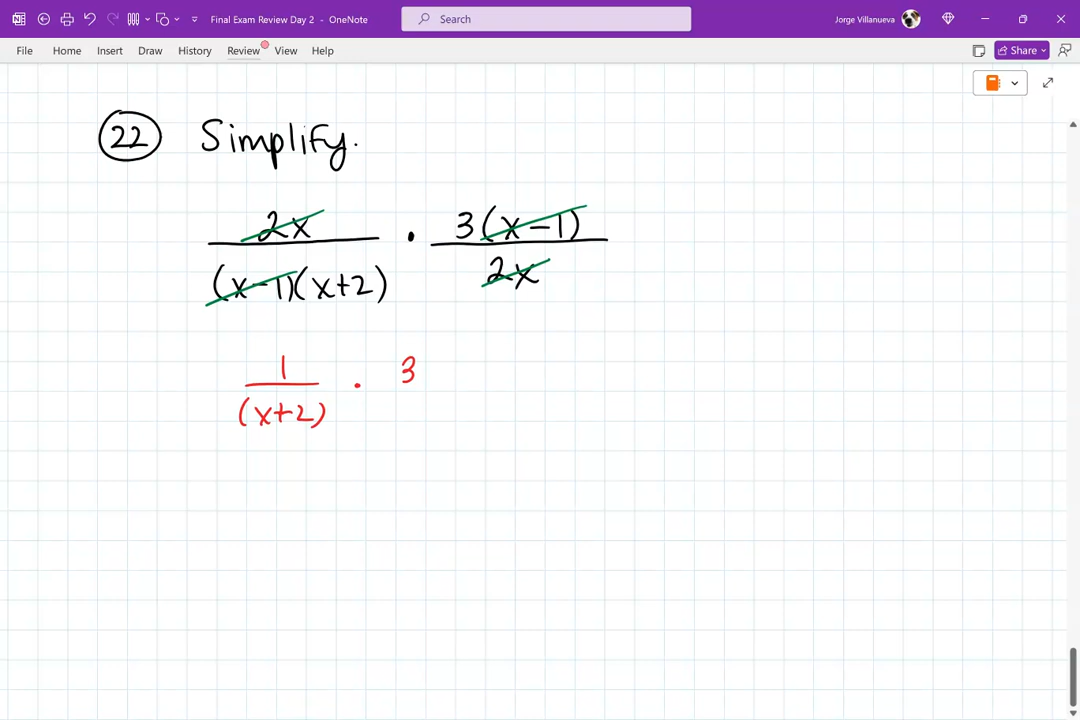 Final Exam Review Day 2 - OneNote
Search
Jorge Villanueva
File Home Insert Draw History Review View Help
Share
22 Simplify.
2x / (x-1)(x+2) · 3(x-1) / 2x
1 / (x+2) · 3